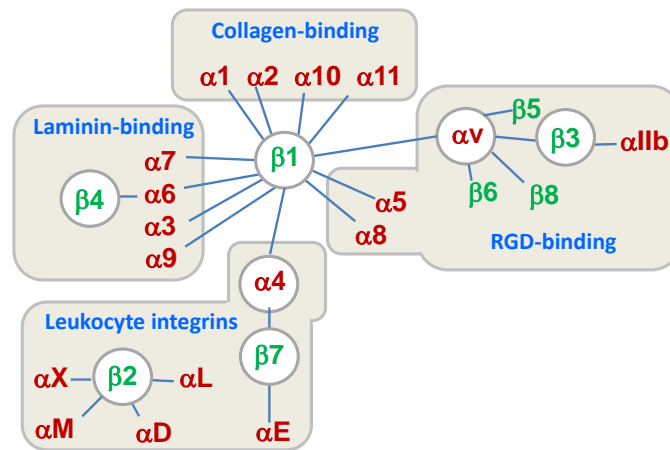 Collagen-binding
α1 α2 α10 α11
Laminin-binding
α7
α6
α3
α9
β4
β1
αv
β5
β3
αIIb
β6
β8
α5
α8
RGD-binding
α4
Leukocyte integrins
β7
β2
αX
αL
αM
αD
αE